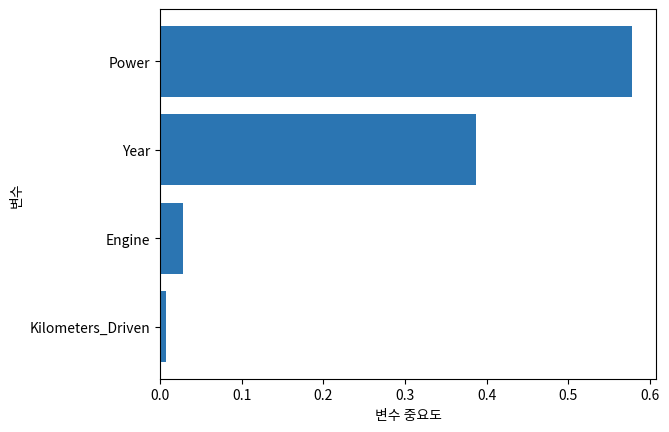 변수
Power
Year
Engine
Kilometers_Driven
0.0 0.1 0.2 0.3 0.4 0.5 0.6
변수 중요도